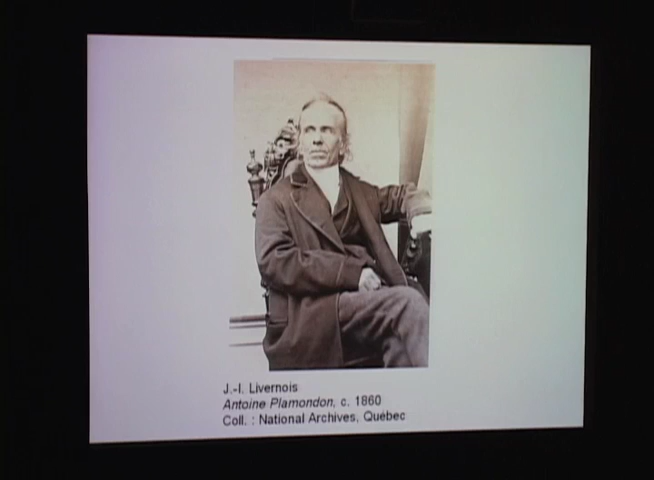 J.-I. Livernois
Antoine Plamondon, c. 1860
Coll. : National Archives, Québec